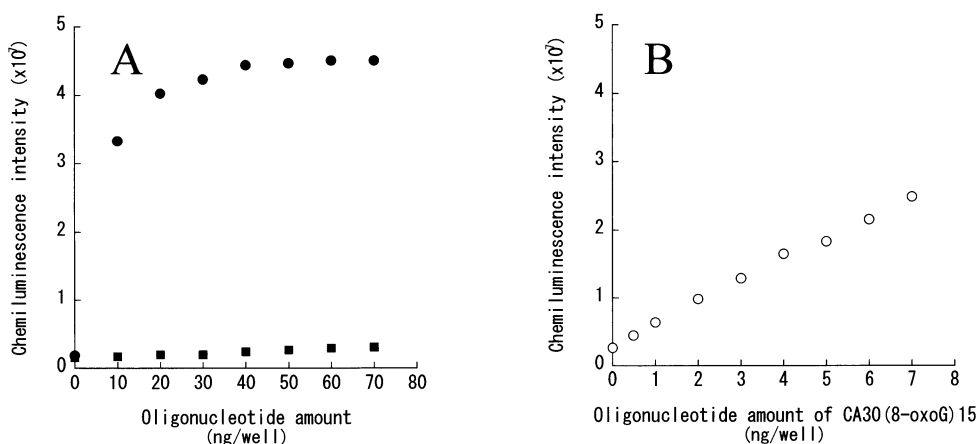 A
Chemiluminescence intensity (x10⁷)
5
4
3
2
1
0
0 10 20 30 40 50 60 70 80
Oligonucleotide amount
(ng/well)
B
Chemiluminescence intensity (x10⁷)
5
4
3
2
1
0
0 1 2 3 4 5 6 7 8
Oligonucleotide amount of CA30(8-oxoG)15
(ng/well)